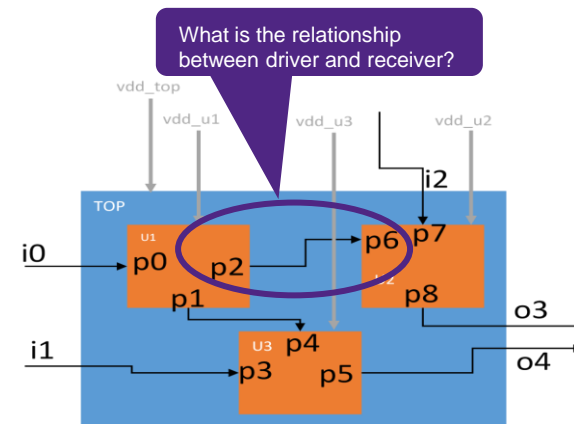 What is the relationship
between driver and receiver?
vdd_top
vdd_u1
vdd_u3
vdd_u2
i2
TOP
U1
p6
p7
i0
p0
p2
U2
p1
p8
o3
i1
U3
p4
o4
p3
p5